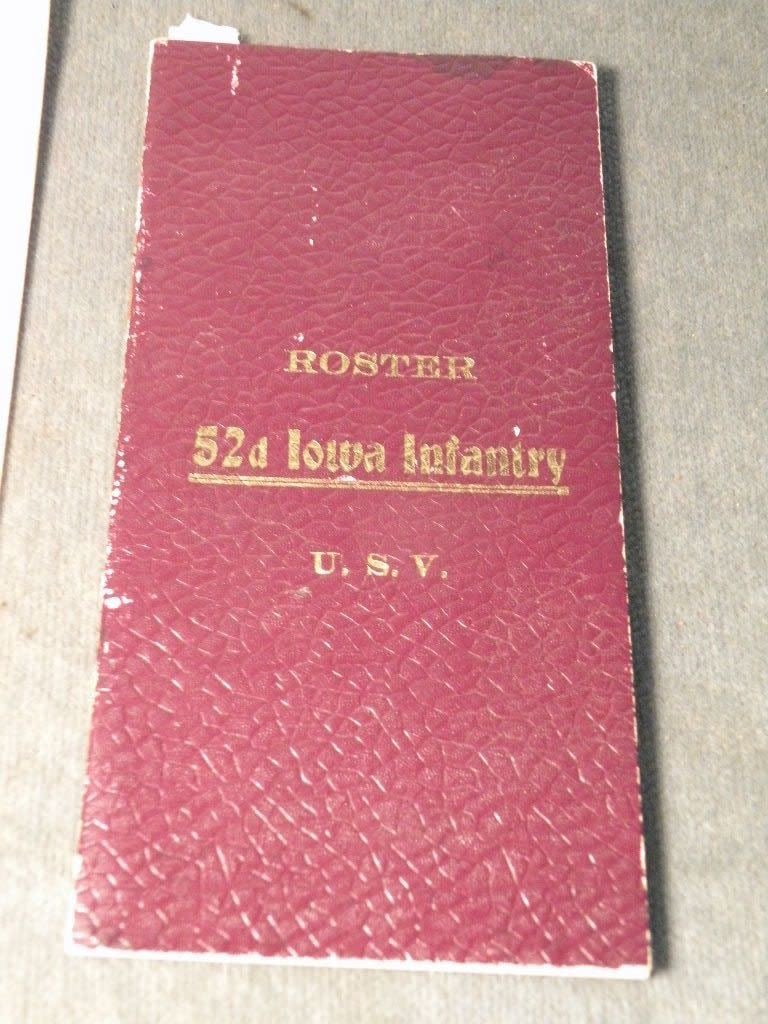 ROSTER
52d Iowa Infantry
U. S. V.